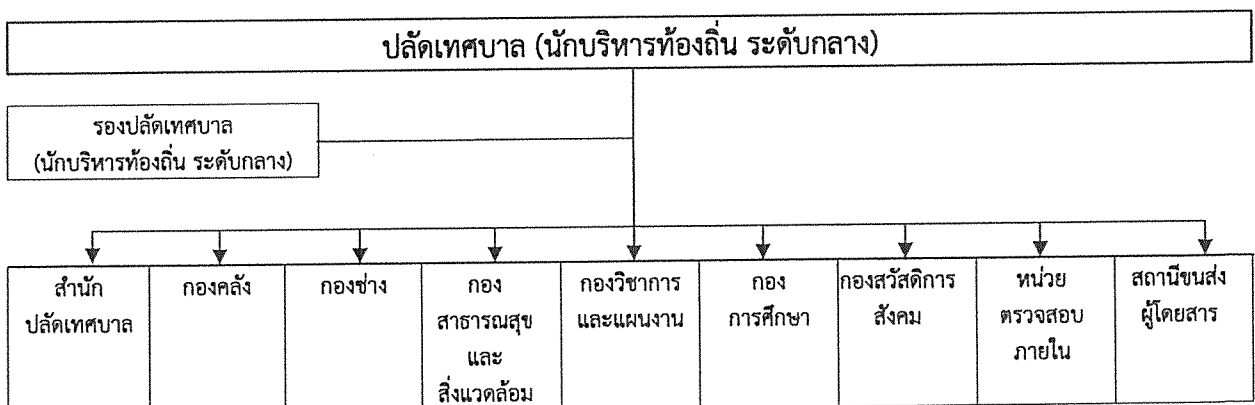 ปลัดเทศบาล (นักบริหารท้องถิ่น ระดับกลาง)
รองปลัดเทศบาล
(นักบริหารท้องถิ่น ระดับกลาง)
สำนัก
ปลัดเทศบาล
กองคลัง
กองช่าง
กอง
สาธารณสุข
และ
สิ่งแวดล้อม
กองวิชาการ
และแผนงาน
กอง
การศึกษา
กองสวัสดิการ
สังคม
หน่วย
ตรวจสอบ
ภายใน
สถานีขนส่ง
ผู้โดยสาร